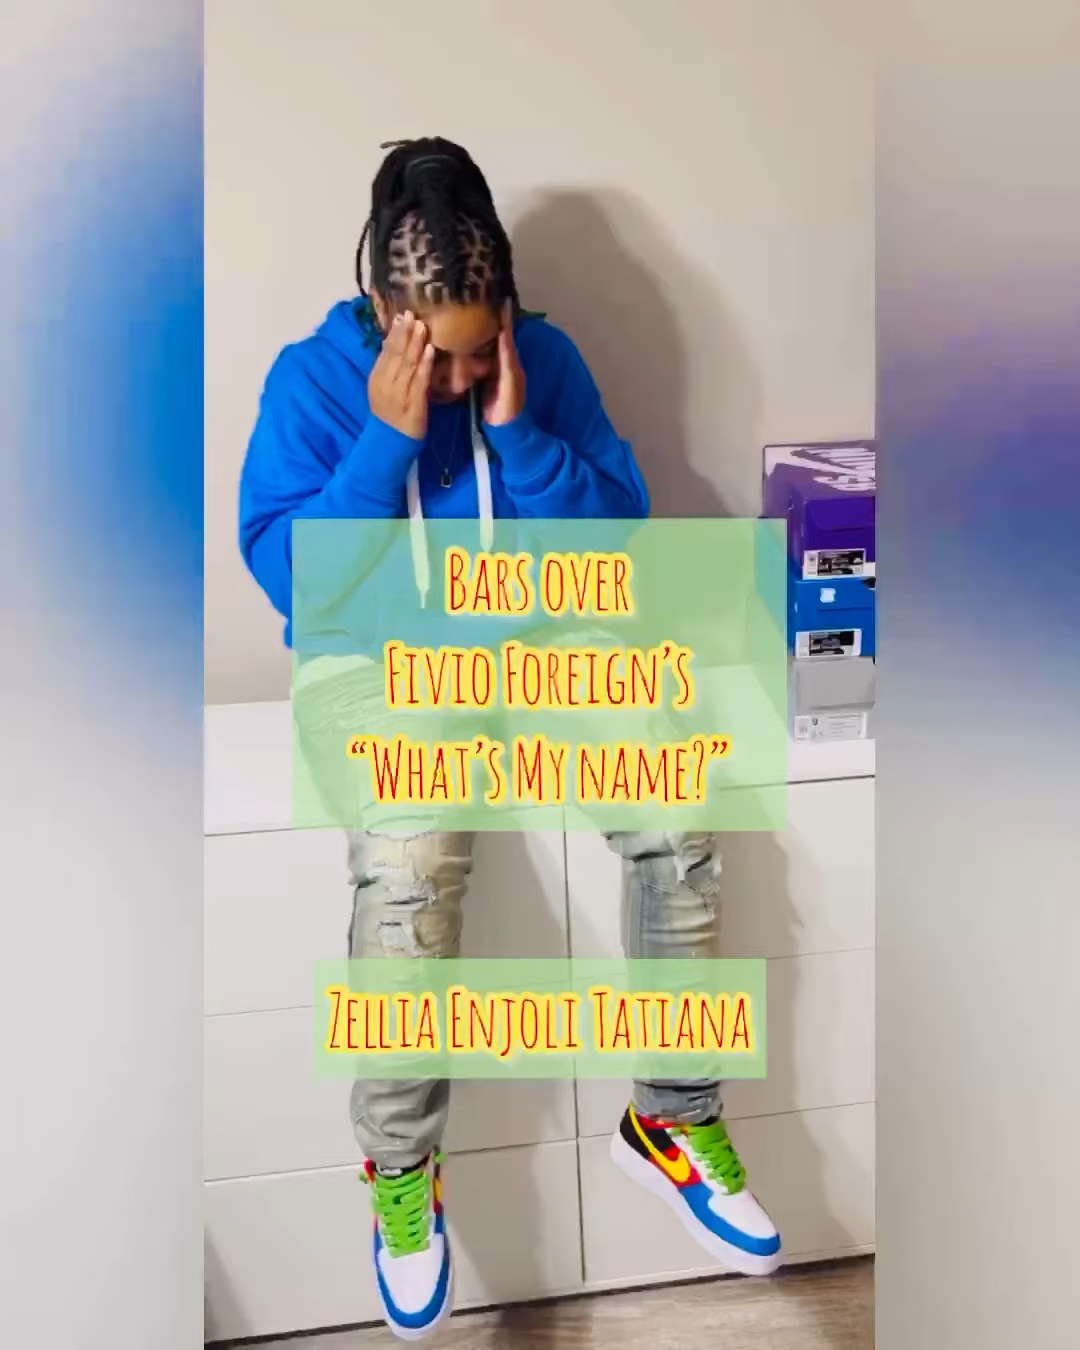 Bars over
Fivio Foreign's
“What's My name?”
Zellia Enjoli Tatiana